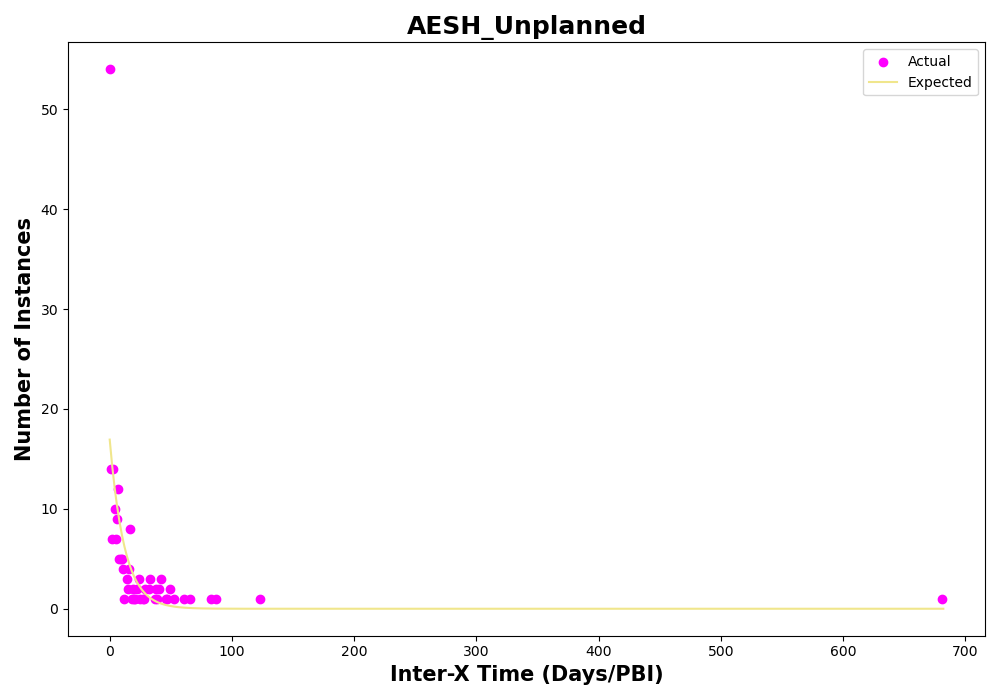 AESH_Unplanned
Actual
Expected
Number of Instances
50
40
30
20
10
0
0 100 200 300 400 500 600 700
Inter-X Time (Days/PBI)